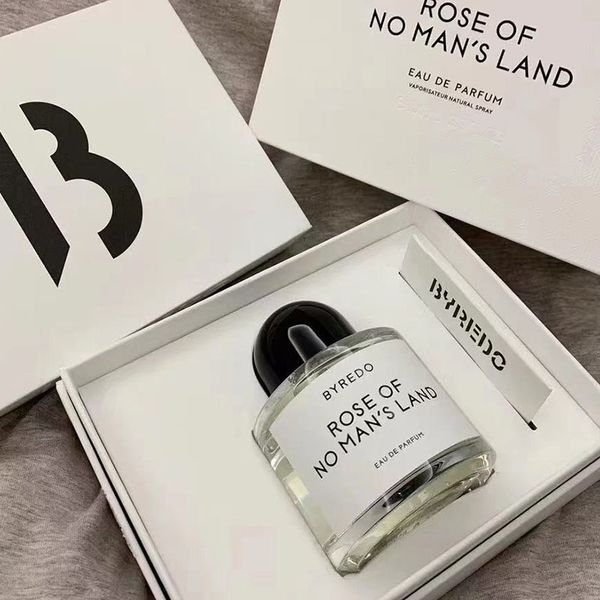 ROSE OF
NO MAN'S LAND
EAU DE PARFUM
VAPORISATEUR NATURAL SPRAY
B
BYREDO
BYREDO
ROSE OF
NO MAN'S LAND
EAU DE PARFUM